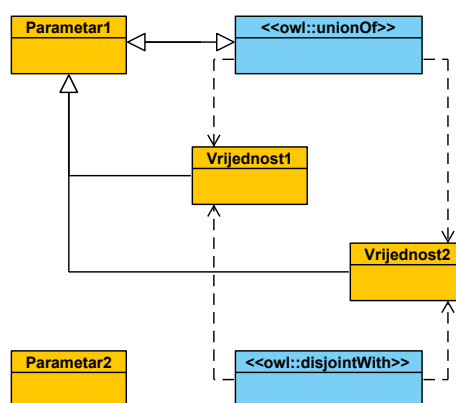 Parametar1
<<owl::unionOf>>
Vrijednost1
Vrijednost2
Parametar2
<<owl::disjointWith>>